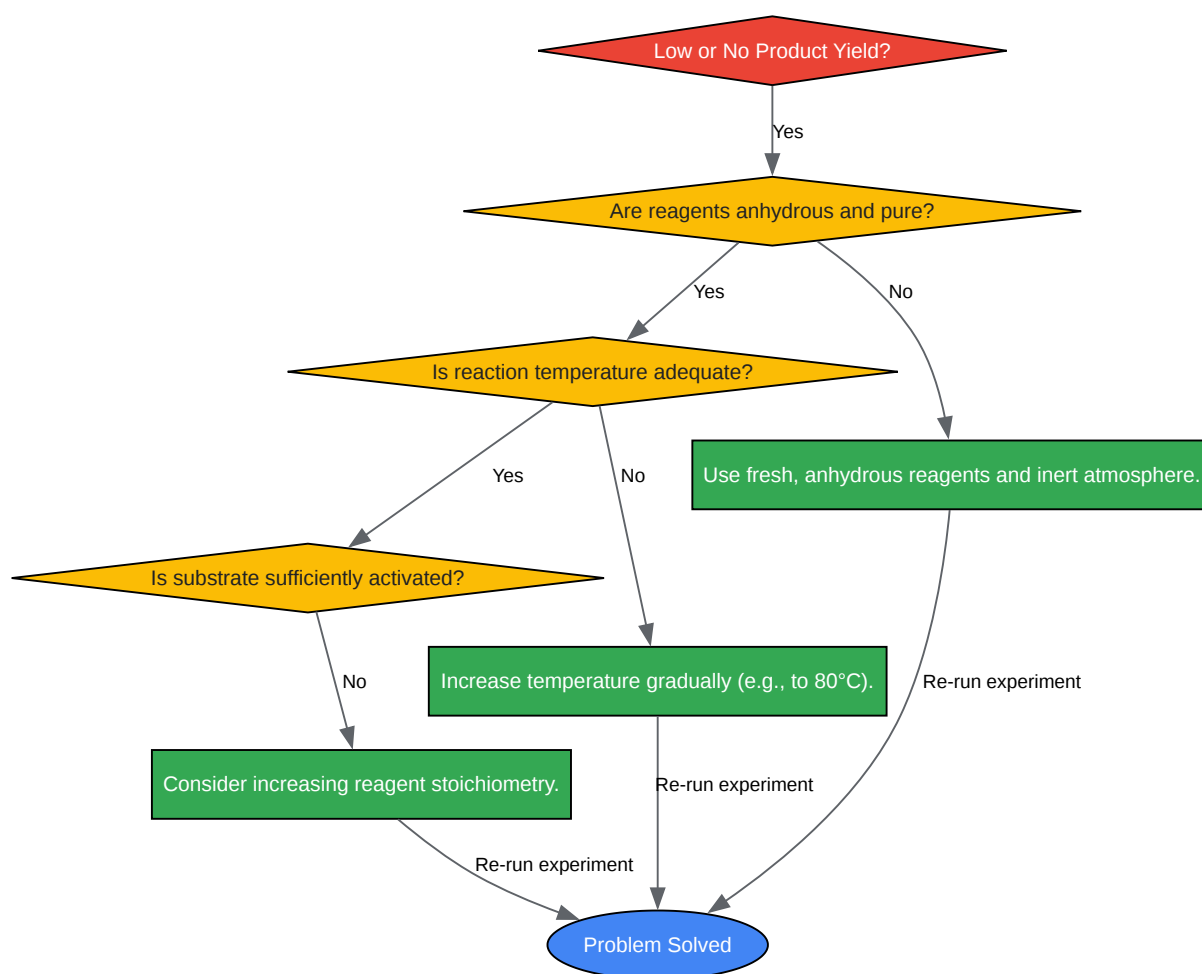 Low or No Product Yield?
Yes
Are reagents anhydrous and pure?
Yes
No
Is reaction temperature adequate?
Yes
No
Use fresh, anhydrous reagents and inert atmosphere.
Is substrate sufficiently activated?
No
Increase temperature gradually (e.g., to 80°C).
Re-run experiment
Consider increasing reagent stoichiometry.
Re-run experiment
Re-run experiment
Problem Solved